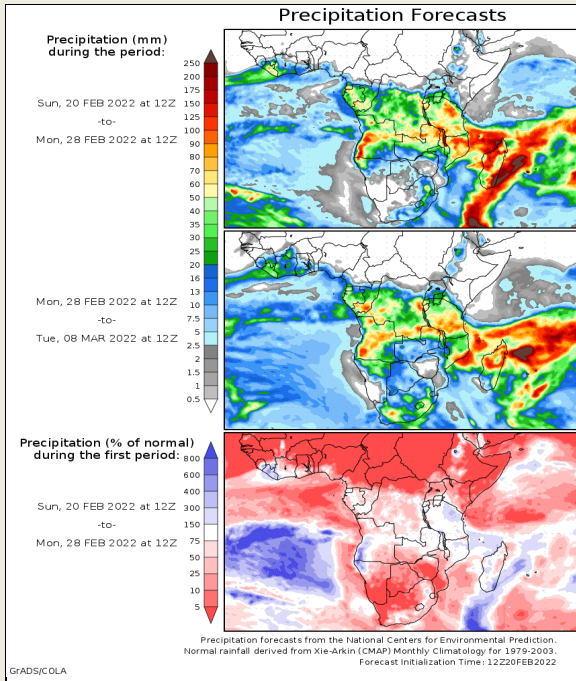 Precipitation Forecasts
Precipitation (mm)
during the period:
Sun, 20 FEB 2022 at 12Z
-to-
Mon, 28 FEB 2022 at 12Z
250
200
175
150
125
100
90
80
70
60
50
40
35
30
25
20
16
13
10
7.5
5
2.5
2
1.5
1
0.5
Mon, 28 FEB 2022 at 12Z
-to-
Tue, 08 MAR 2022 at 12Z
Precipitation (% of normal)
during the first period:
Sun, 20 FEB 2022 at 12Z
-to-
Mon, 28 FEB 2022 at 12Z
800
600
400
300
150
75
50
25
10
5
Precipitation forecasts from the National Centers for Environmental Prediction.
Normal rainfall derived from Xie-Arkin (CMAP) Monthly Climatology for 1979-2003.
Forecast Initialization Time: 12Z20FEB2022
GrADS/COLA